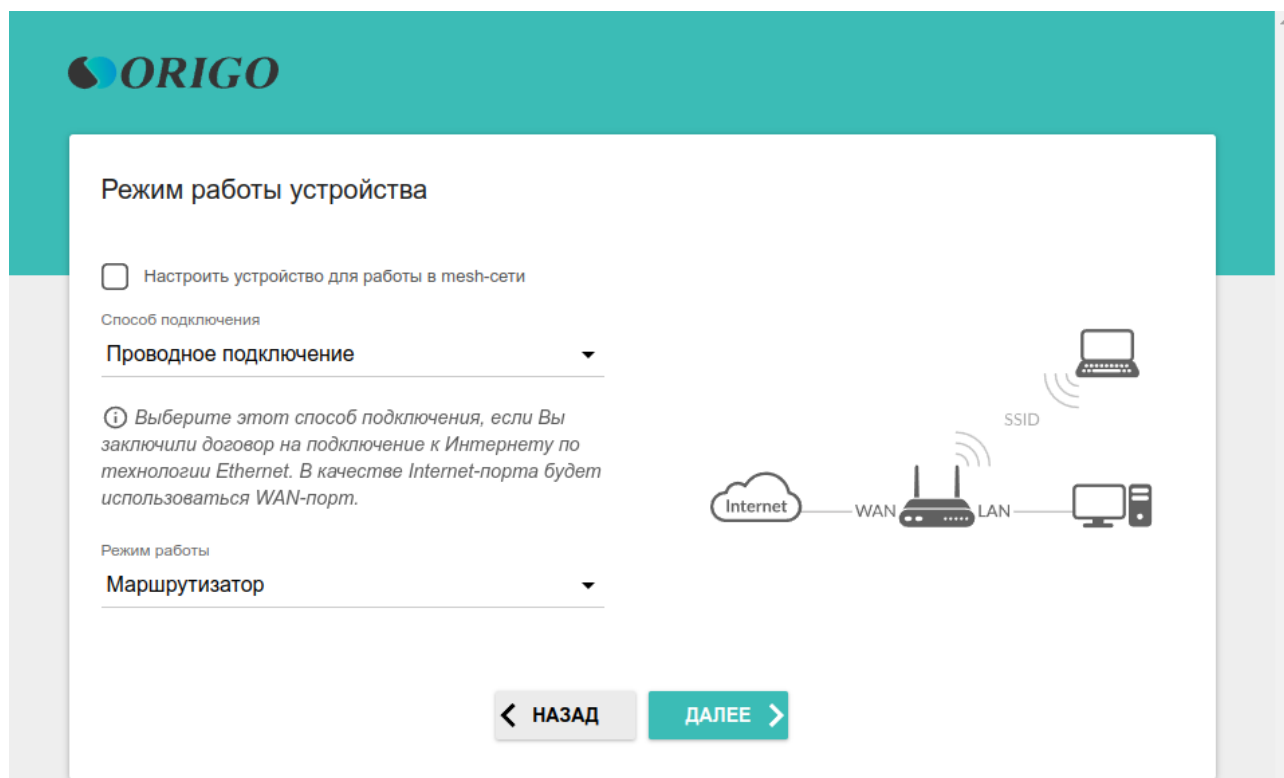 ORIGO
Режим работы устройства
Настроить устройство для работы в mesh-сети
Способ подключения
Проводное подключение
Выберите этот способ подключения, если Вы
заключили договор на подключение к Интернету по
технологии Ethernet. В качестве Internet-порта будет
использоваться WAN-порт.
Режим работы
Маршрутизатор
SSID
Internet
WAN
LAN
НАЗАД
ДАЛЕЕ